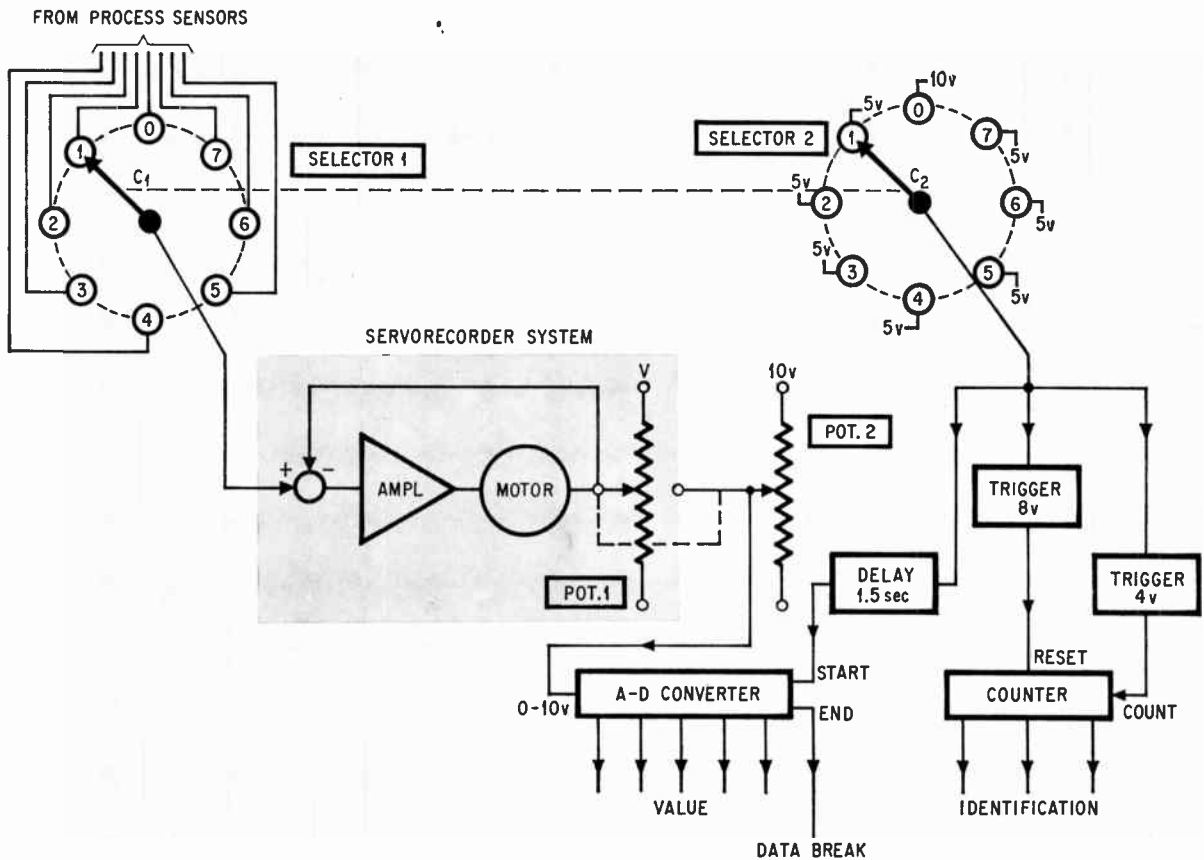 FROM PROCESS SENSORS
0
1
7
C1
2
6
3
5
4
SELECTOR 1
SELECTOR 2
10v
0
5v
1
7
5v
C2
5v
2
6
5v
5v
3
5
5v
4
5v
SERVORECORDER SYSTEM
V
10v
POT. 2
+
-
AMPL
MOTOR
POT.1
TRIGGER
8v
DELAY
1.5 sec
TRIGGER
4v
START
RESET
0-10v
A-D CONVERTER
END
COUNTER
COUNT
VALUE
IDENTIFICATION
DATA BREAK